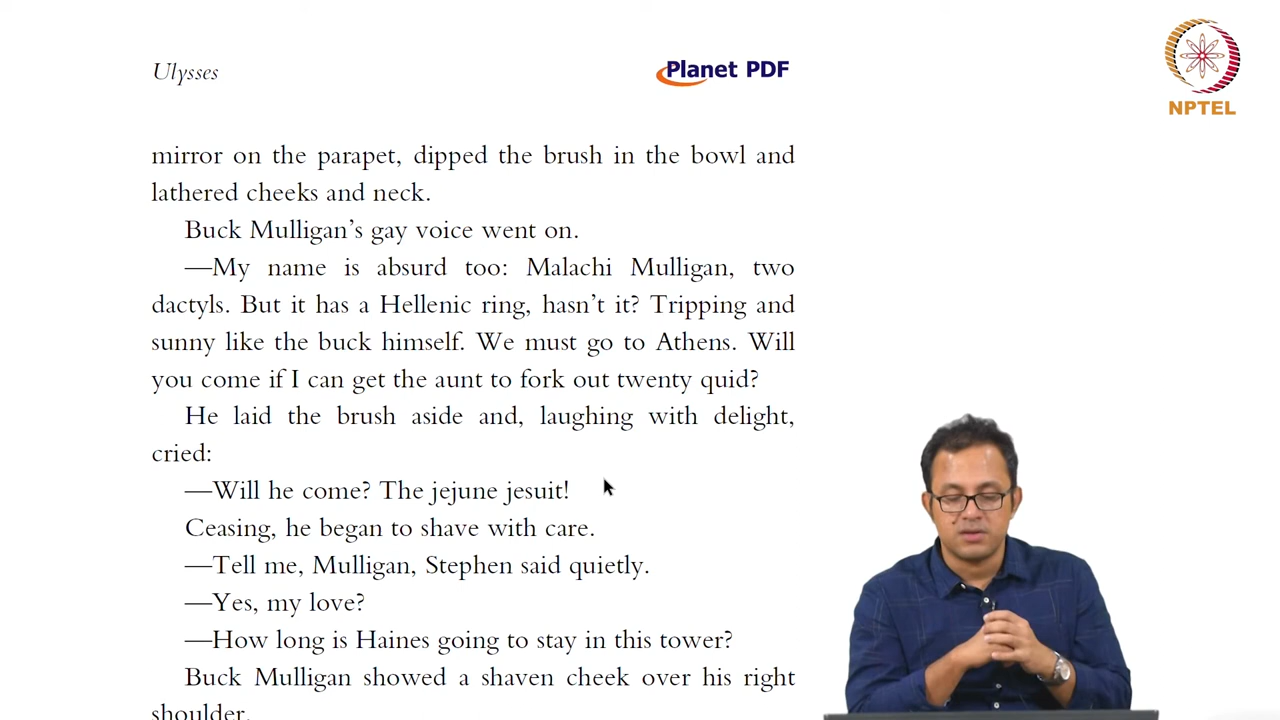 Ulysses
Planet PDF
NPTEL
mirror on the parapet, dipped the brush in the bowl and
lathered cheeks and neck.
Buck Mulligan’s gay voice went on.
—My name is absurd too: Malachi Mulligan, two
dactyls. But it has a Hellenic ring, hasn’t it? Tripping and
sunny like the buck himself. We must go to Athens. Will
you come if I can get the aunt to fork out twenty quid?
He laid the brush aside and, laughing with delight,
cried:
—Will he come? The jejune jesuit!
Ceasing, he began to shave with care.
—Tell me, Mulligan, Stephen said quietly.
—Yes, my love?
—How long is Haines going to stay in this tower?
Buck Mulligan showed a shaven cheek over his right
shoulder.